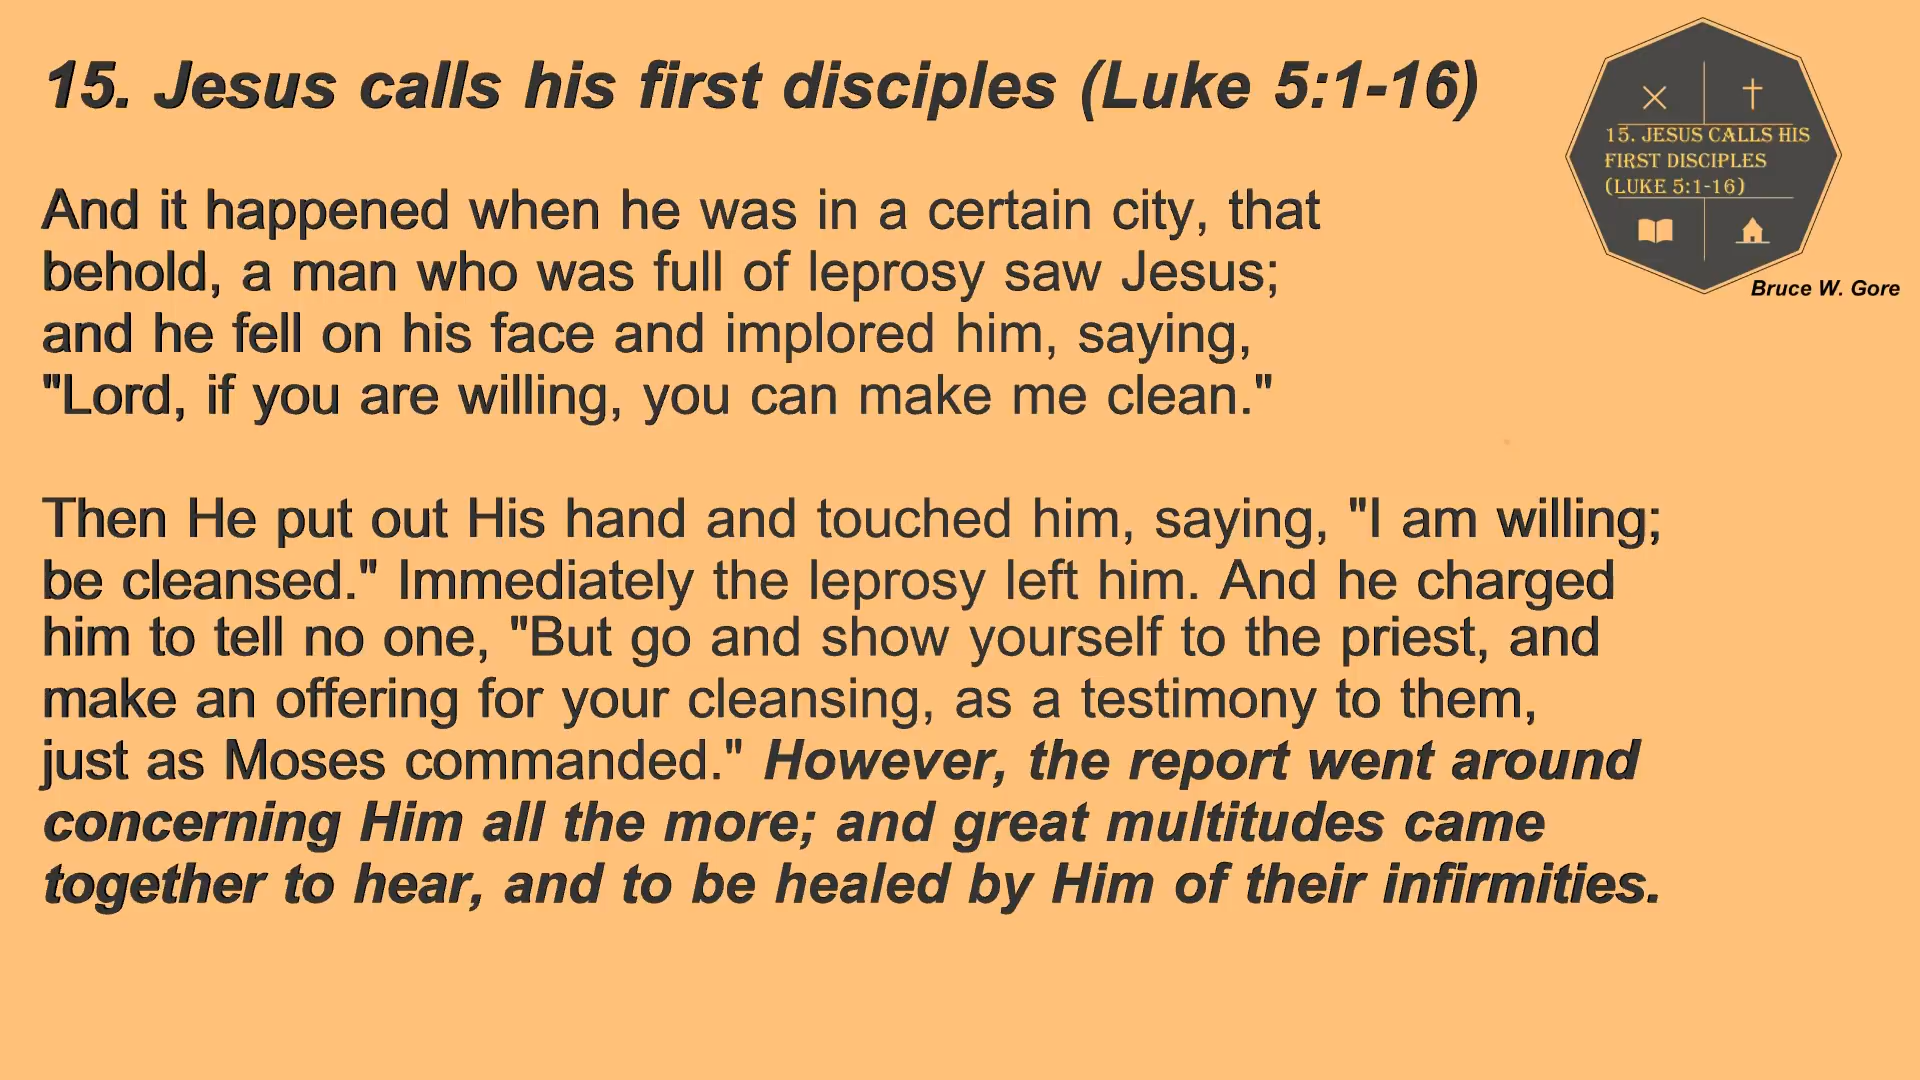 15. Jesus calls his first disciples (Luke 5:1-16)
15. JESUS CALLS HIS
FIRST DISCIPLES
(LUKE 5:1-16)
Bruce W. Gore
And it happened when he was in a certain city, that
behold, a man who was full of leprosy saw Jesus;
and he fell on his face and implored him, saying,
"Lord, if you are willing, you can make me clean."
Then He put out His hand and touched him, saying, "I am willing;
be cleansed." Immediately the leprosy left him. And he charged
him to tell no one, "But go and show yourself to the priest, and
make an offering for your cleansing, as a testimony to them,
just as Moses commanded." However, the report went around
concerning Him all the more; and great multitudes came
together to hear, and to be healed by Him of their infirmities.